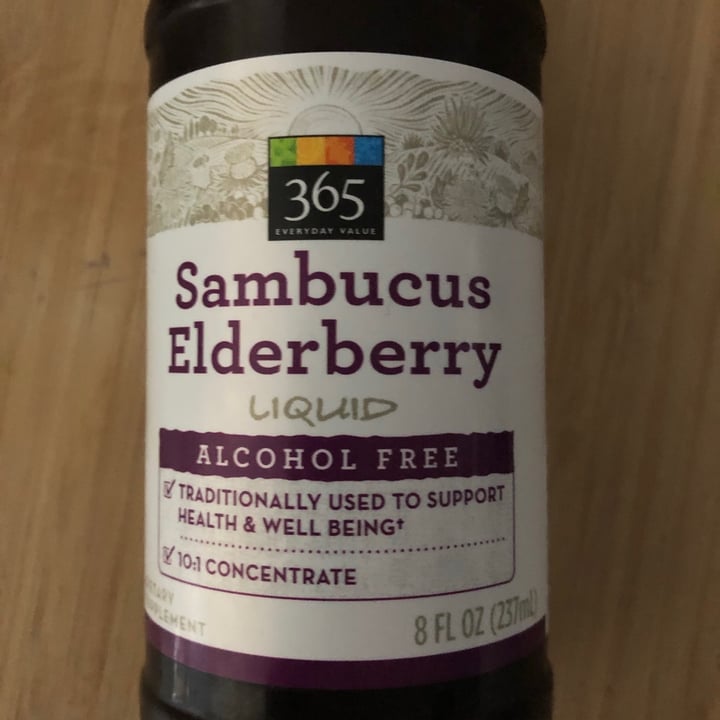 365
EVERYDAY VALUE
Sambucus
Elderberry
LIQUID
ALCOHOL FREE
TRADITIONALLY USED TO SUPPORT
HEALTH & WELL BEING†
10:1 CONCENTRATE
8 FL OZ (237mL)